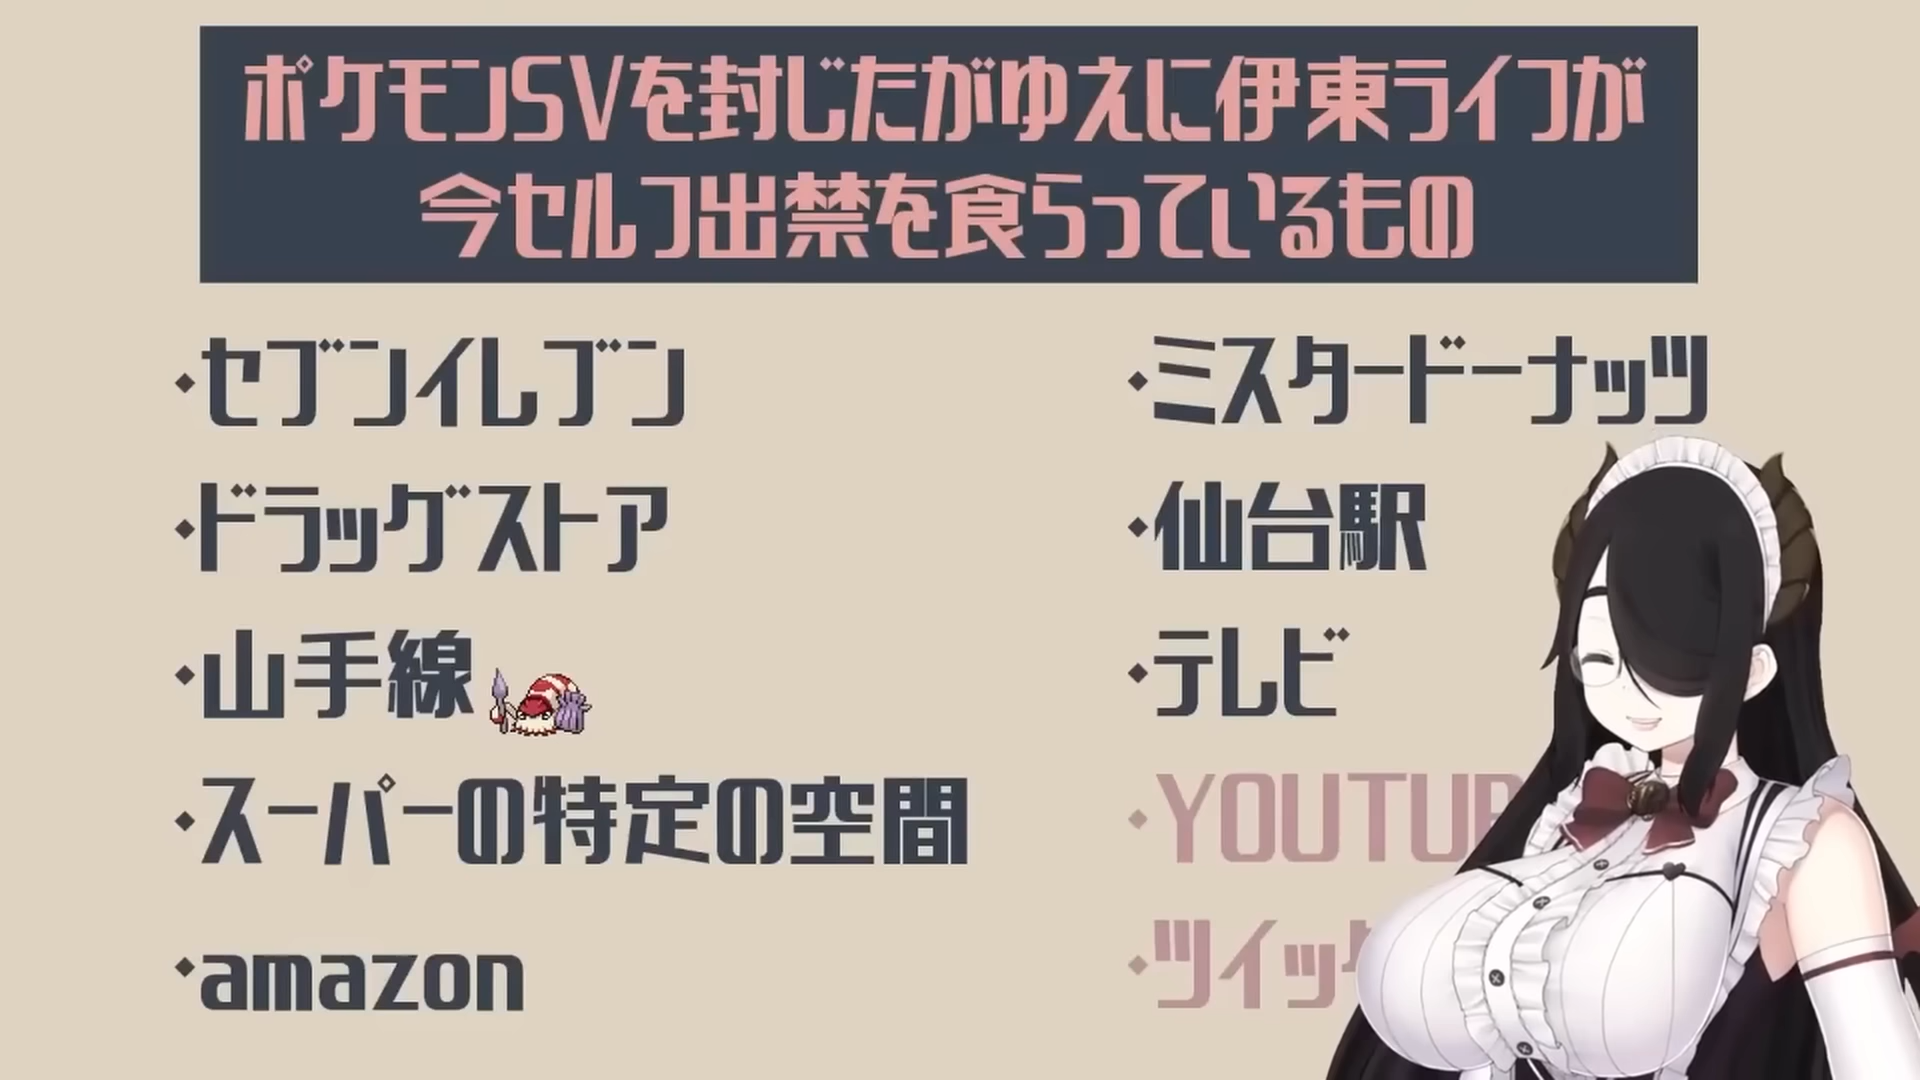 ポケモンSVを封じたがゆえに伊東ライフが
今セルフ出禁を食らっているもの
・セブンイレブン
・ドラッグストア
・山手線
・スーパーの特定の空間
・amazon
・ミスタードーナッツ
・仙台駅
・テレビ